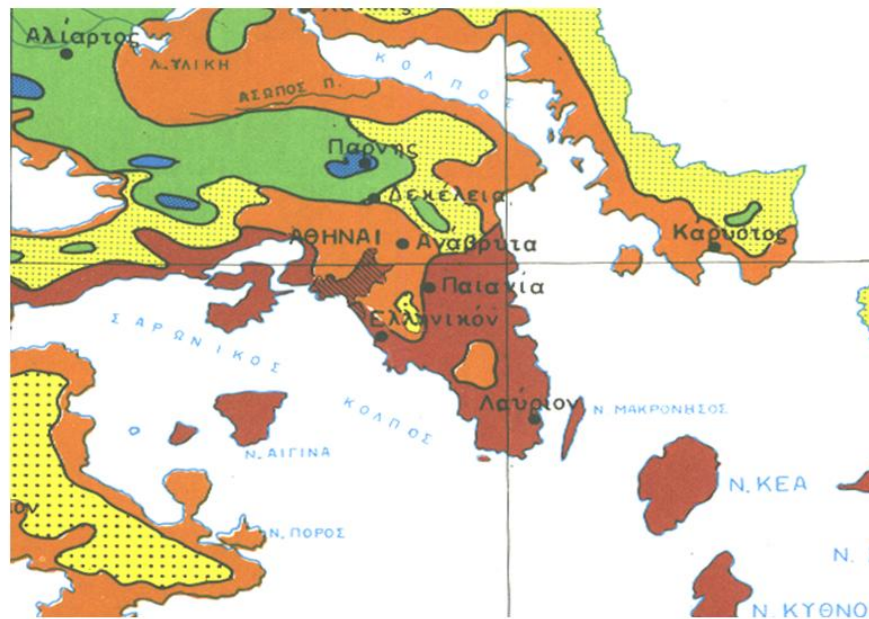 Αλίαρτος
Λ.ΥΛΙΚΗ
ΚΟΛΠΟΣ
ΑΣΩΠΟΣ Π.
Πάρνης
Δεκέλεια
ΑΘΗΝΑΙ
Ανάβρυτα
Κάρυστος
Παιανία
Ελληνικόν
ΣΑΡΩΝΙΚΟΣ
ΚΟΛΠΟΣ
Λαύριον
Ν. ΜΑΚΡΟΝΗΣΟΣ
Ν. ΑΙΓΙΝΑ
Ν. ΚΕΑ
Ν. ΠΟΡΟΣ
Ν.
Ν. ΚΥΘΝΟ